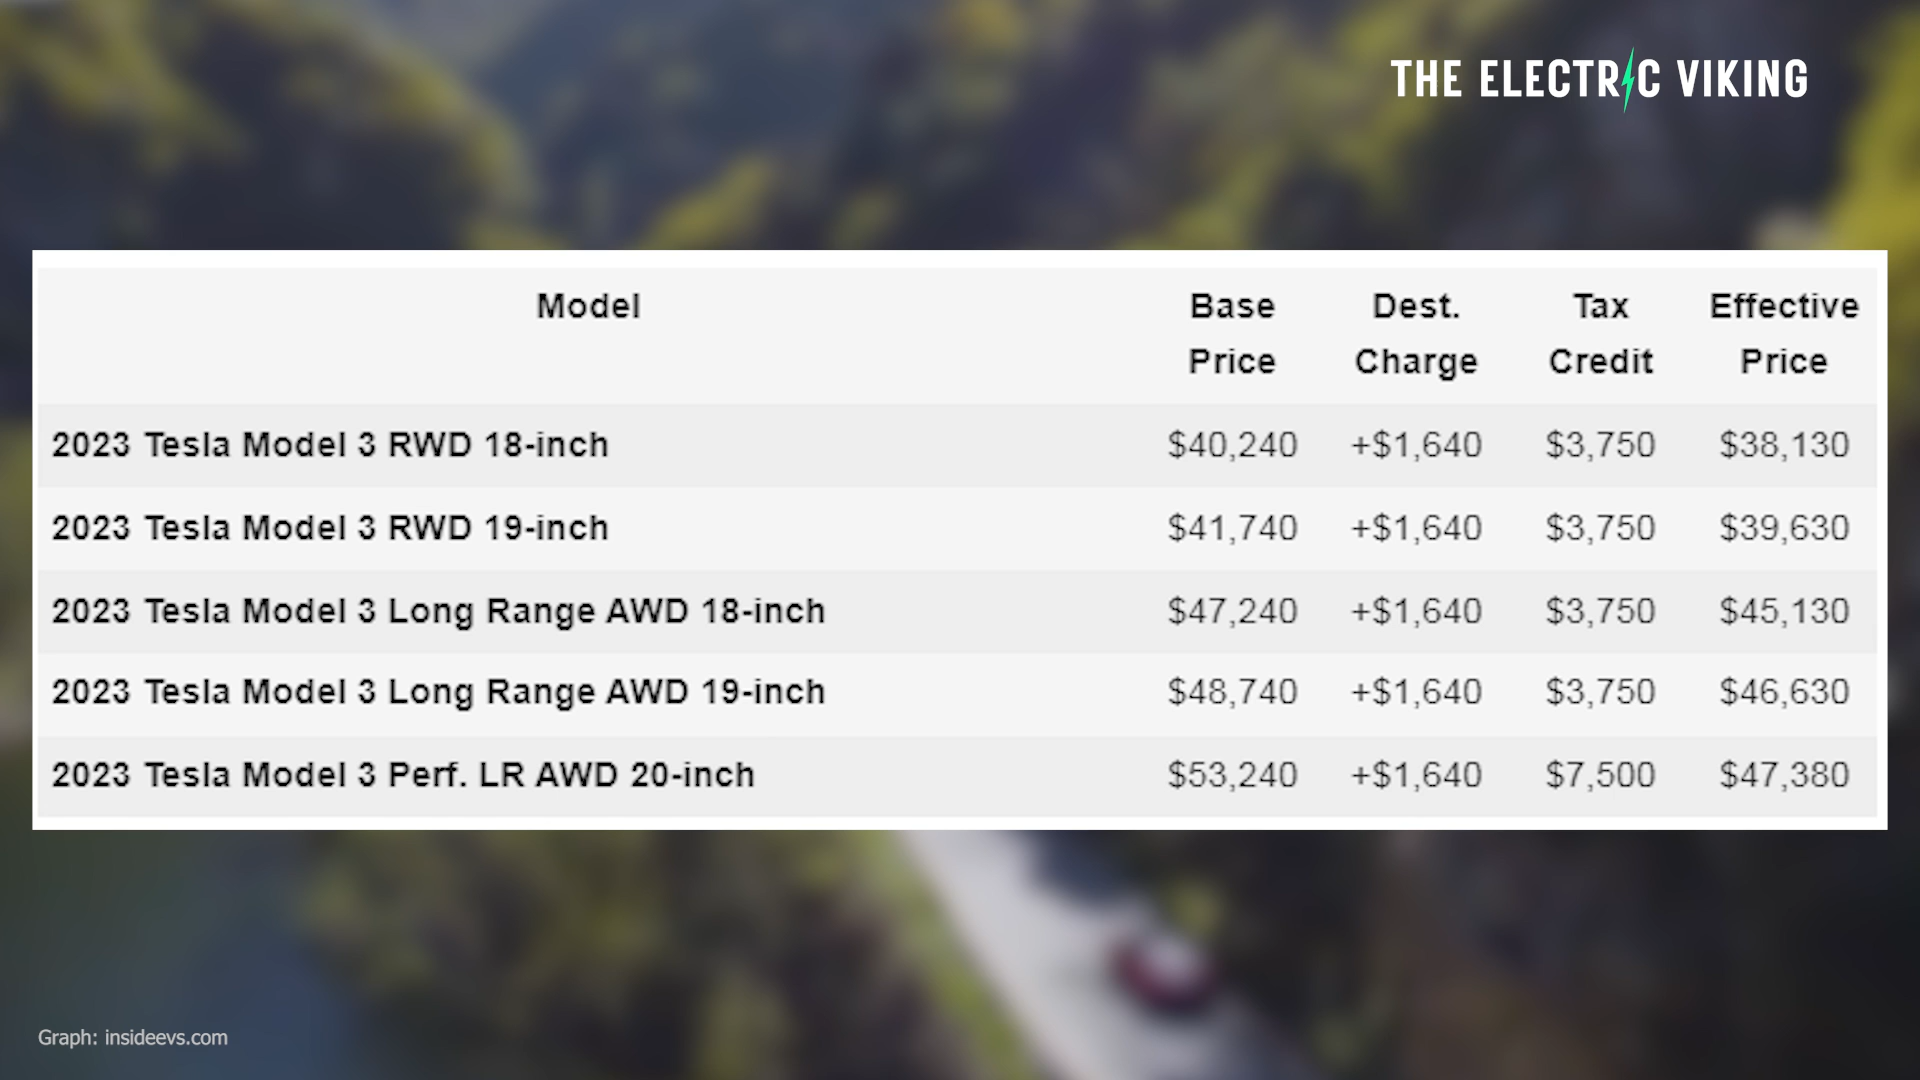 THE ELECTRIC VIKING
Model Base Price Dest. Charge Tax Credit Effective Price
2023 Tesla Model 3 RWD 18-inch $40,240 +$1,640 $3,750 $38,130
2023 Tesla Model 3 RWD 19-inch $41,740 +$1,640 $3,750 $39,630
2023 Tesla Model 3 Long Range AWD 18-inch $47,240 +$1,640 $3,750 $45,130
2023 Tesla Model 3 Long Range AWD 19-inch $48,740 +$1,640 $3,750 $46,630
2023 Tesla Model 3 Perf. LR AWD 20-inch $53,240 +$1,640 $7,500 $47,380
Graph: insideevs.com